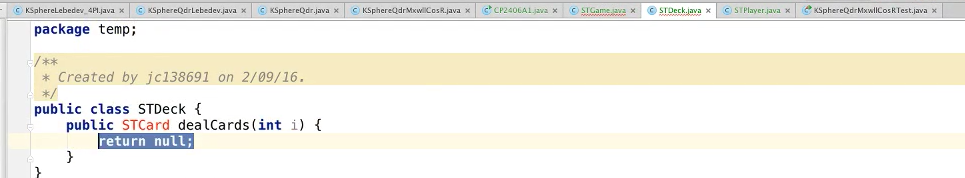 KSphereLebedev_4Pl.java × KSphereQdrLebedev.java × KSphereQdr.java × KSphereQdrMxwllCosR.java × CP2406A1.java × STGame.java × STDeck.java × STPlayer.java × KSphereQdrMxwllCosRTest.java ×
package temp;
/**
* Created by jc138691 on 2/09/16.
*/
public class STDeck {
public STCard dealCards(int i) {
return null;
}
}